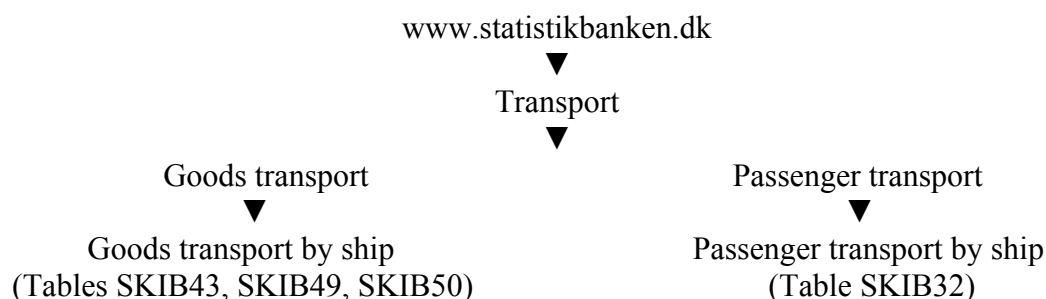 www.statistikbanken.dk
▼
Transport
▼
Goods transport Passenger transport
▼ ▼
Goods transport by ship Passenger transport by ship
(Tables SKIB43, SKIB49, SKIB50) (Table SKIB32)